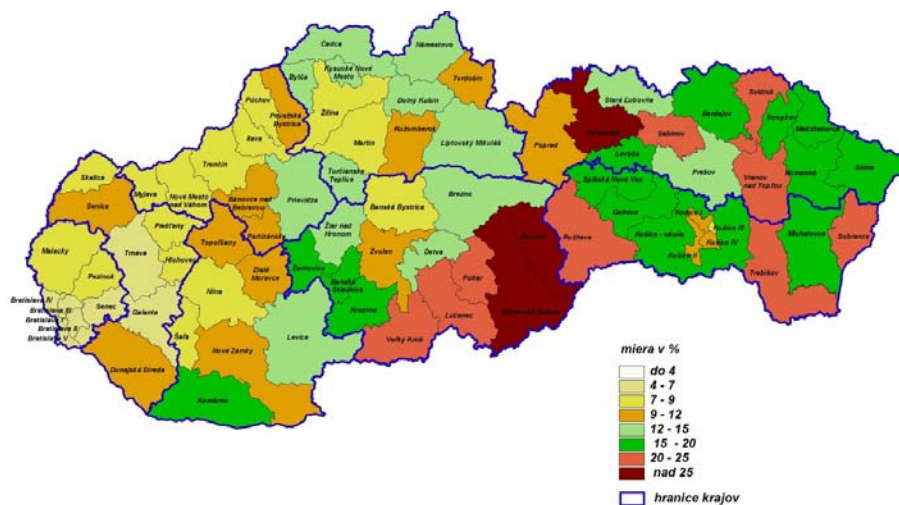 Čadca
Námestovo
Bytča
Kysucké Nové
Mesto
Tvrdošín
Púchov
Považská
Bystrica
Žilina
Dolný Kubín
Stará Ľubovňa
Svidník
Bardejov
Stropkov
Medzilaborce
Ilava
Martin
Ružomberok
Liptovský Mikuláš
Poprad
Kežmarok
Sabinov
Levoča
Prešov
Humenné
Snina
Skalica
Myjava
Trenčín
Nové Mesto
nad Váhom
Turčianske
Teplice
Prievidza
Vranov
nad Topľou
Senica
Bánovce nad
Bebravou
Banská Bystrica
Brezno
Spišská Nová Ves
Gelnica
Piešťany
Partizánske
Topoľčany
Žiar nad
Hronom
Malacky
Trnava
Hlohovec
Zvolen
Detva
Rožňava
Košice I
Košice III
Košice - okolie
Košice IV
Košice II
Michalovce
Sobrance
Pezinok
Zlaté
Moravce
Žarnovica
Banská
Štiavnica
Poltár
Revúca
Trebišov
Bratislava IV
Bratislava III
Bratislava I
Bratislava II
Bratislava V
Senec
Galanta
Nitra
Krupina
Lučenec
Rimavská Sobota
Šaľa
Levice
Veľký Krtíš
Dunajská Streda
Nové Zámky
Komárno
miera v %
do 4
4 - 7
7 - 9
9 - 12
12 - 15
15 - 20
20 - 25
nad 25
hranice krajov